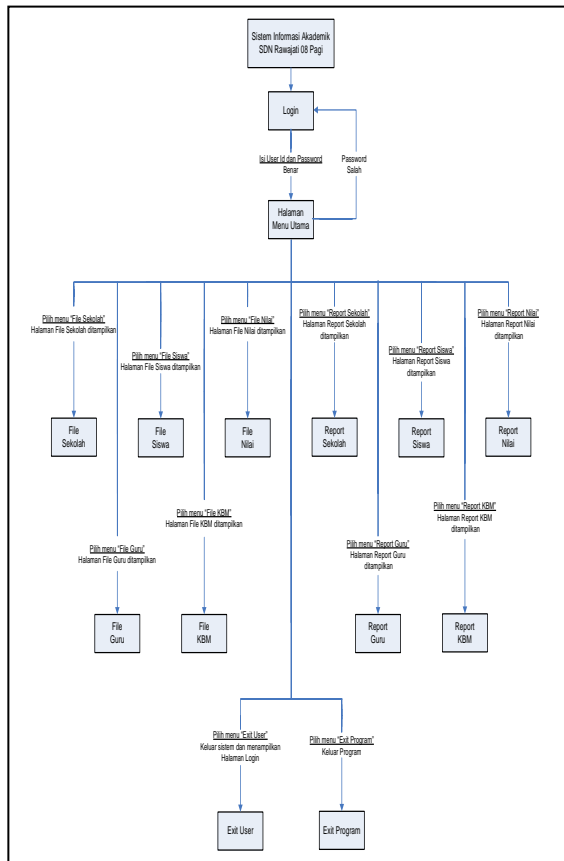 Sistem Informasi Akademik
SDN Rawajati 08 Pagi
Login
Isi User Id dan Password
Benar
Password
Salah
Halaman
Menu Utama
Pilih menu “File Sekolah”
Halaman File Sekolah ditampilkan
Pilih menu “File Siswa”
Halaman File Siswa ditampilkan
Pilih menu “File Nilai”
Halaman File Nilai ditampilkan
Pilih menu “Report Sekolah”
Halaman Report Sekolah
ditampilkan
Pilih menu “Report Siswa”
Halaman Report Siswa
ditampilkan
Pilih menu “Report Nilai”
Halaman Report Nilai
ditampilkan
File
Sekolah
File
Siswa
File
Nilai
Report
Sekolah
Report
Siswa
Report
Nilai
Pilih menu “File Guru”
Halaman File Guru ditampilkan
Pilih menu “File KBM”
Halaman File KBM ditampilkan
Pilih menu “Report Guru”
Halaman Report Guru
ditampilkan
Pilih menu “Report KBM”
Halaman Report KBM
ditampilkan
File
Guru
File
KBM
Report
Guru
Report
KBM
Pilih menu “Exit User”
Keluar sistem dan menampilkan
Halaman Login
Pilih menu “Exit Program”
Keluar Program
Exit User
Exit Program